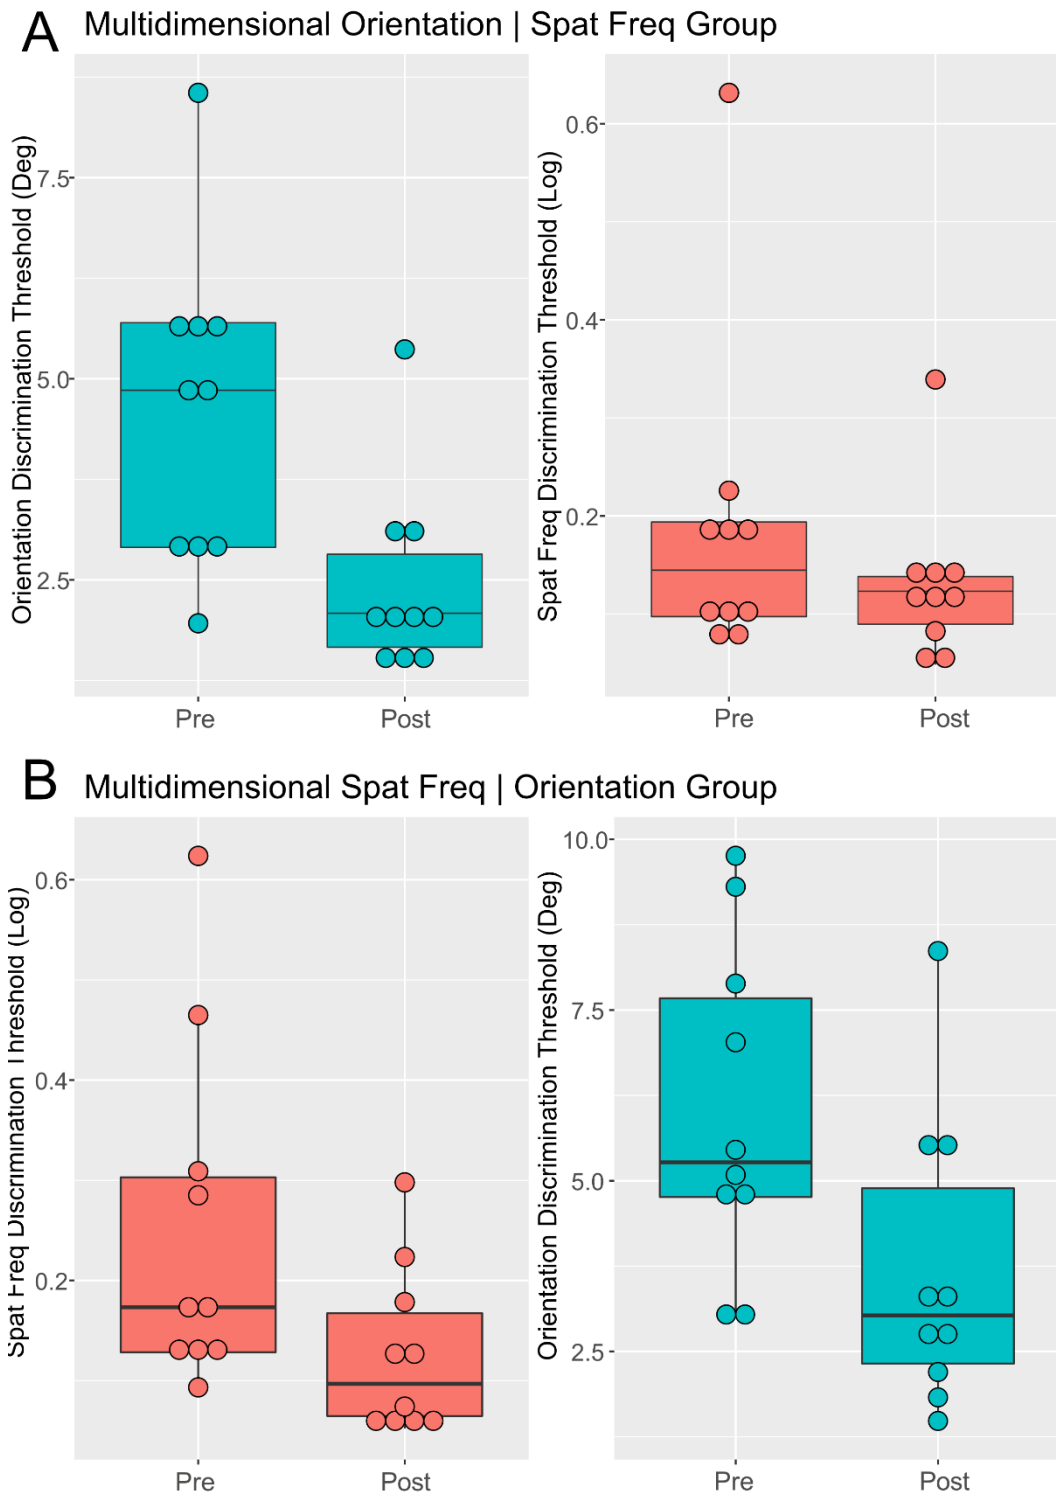 A Multidimensional Orientation | Spat Freq Group
Orientation Discrimination Threshold (Deg)
7.5
5.0
2.5
Pre
Post
Spat Freq Discrimination Threshold (Log)
0.6
0.4
0.2
Pre
Post
B Multidimensional Spat Freq | Orientation Group
Spat Freq Discrimination Threshold (Log)
0.6
0.4
0.2
Pre
Post
Orientation Discrimination Threshold (Deg)
10.0
7.5
5.0
2.5
Pre
Post